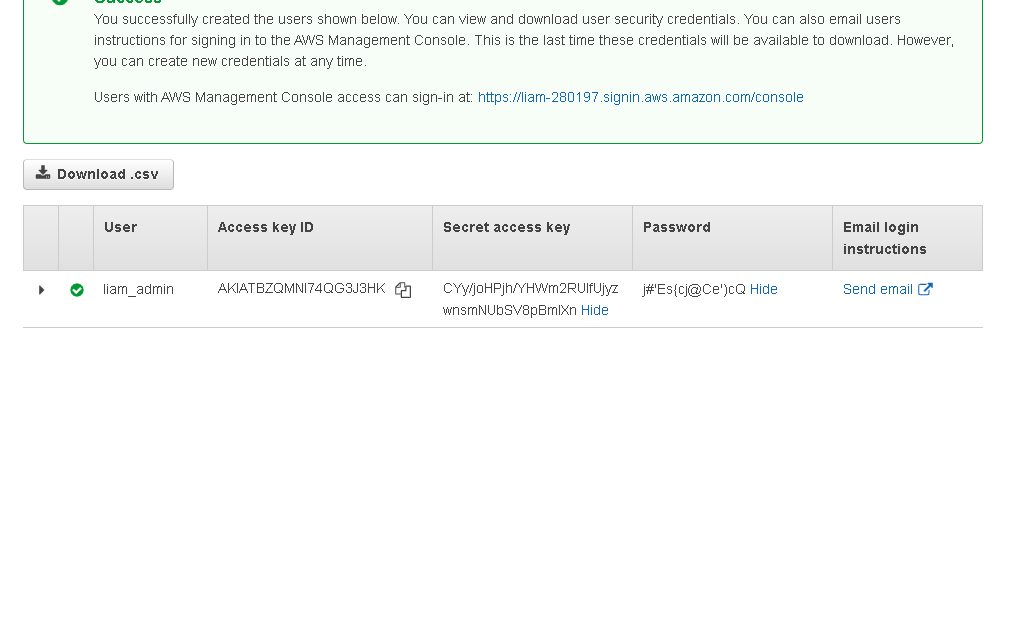 Success
You successfully created the users shown below. You can view and download user security credentials. You can also email users
instructions for signing in to the AWS Management Console. This is the last time these credentials will be available to download. However,
you can create new credentials at any time.
Users with AWS Management Console access can sign-in at: https://liam-280197.signin.aws.amazon.com/console
Download .csv
User Access key ID Secret access key Password Email login
instructions
liam_admin AKIATBZQMNI74QG3J3HK CYy/joHPjh/YHWm2RUIfUjyz j#'Es{cj@Ce')cQ Hide Send email
wnsmNUbSV8pBmIXn Hide